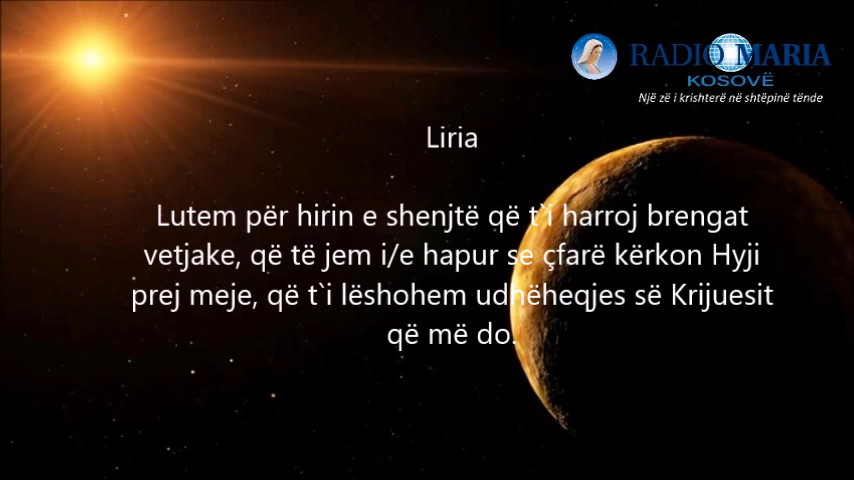 RADIO MARIA
KOSOVË
Një zë i krishterë në shtëpinë tënde
Liria
Lutem për hirin e shenjtë që t`i harroj brengat
vetjake, që të jem i/e hapur se çfarë kërkon Hyji
prej meje, që t`i lëshohem udhëheqjes së Krijuesit
që më do.